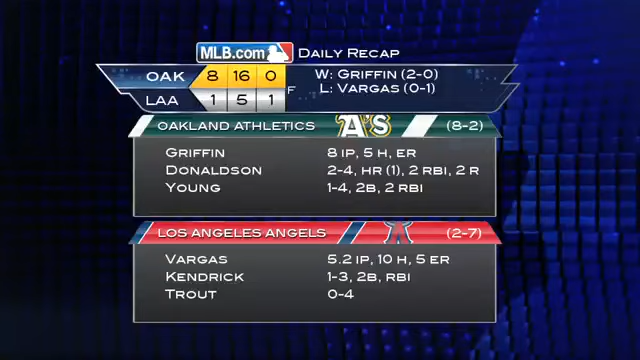 MLB.com DAILY RECAP
OAK 8 16 0 W: GRIFFIN (2-0)
F L: VARGAS (0-1)
LAA 1 5 1
OAKLAND ATHLETICS A's (8-2)
GRIFFIN 8 IP, 5 H, ER
DONALDSON 2-4, HR (1), 2 RBI, 2 R
YOUNG 1-4, 2B, 2 RBI
LOS ANGELES ANGELS A (2-7)
VARGAS 5.2 IP, 10 H, 5 ER
KENDRICK 1-3, 2B, RBI
TROUT 0-4